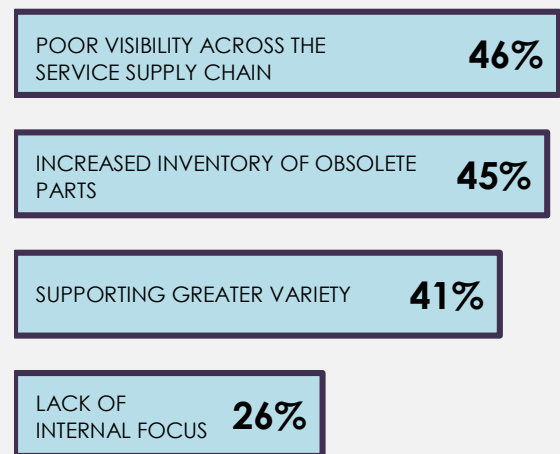 POOR VISIBILITY ACROSS THE
SERVICE SUPPLY CHAIN
46%
INCREASED INVENTORY OF OBSOLETE
PARTS
45%
SUPPORTING GREATER VARIETY
41%
LACK OF
INTERNAL FOCUS
26%